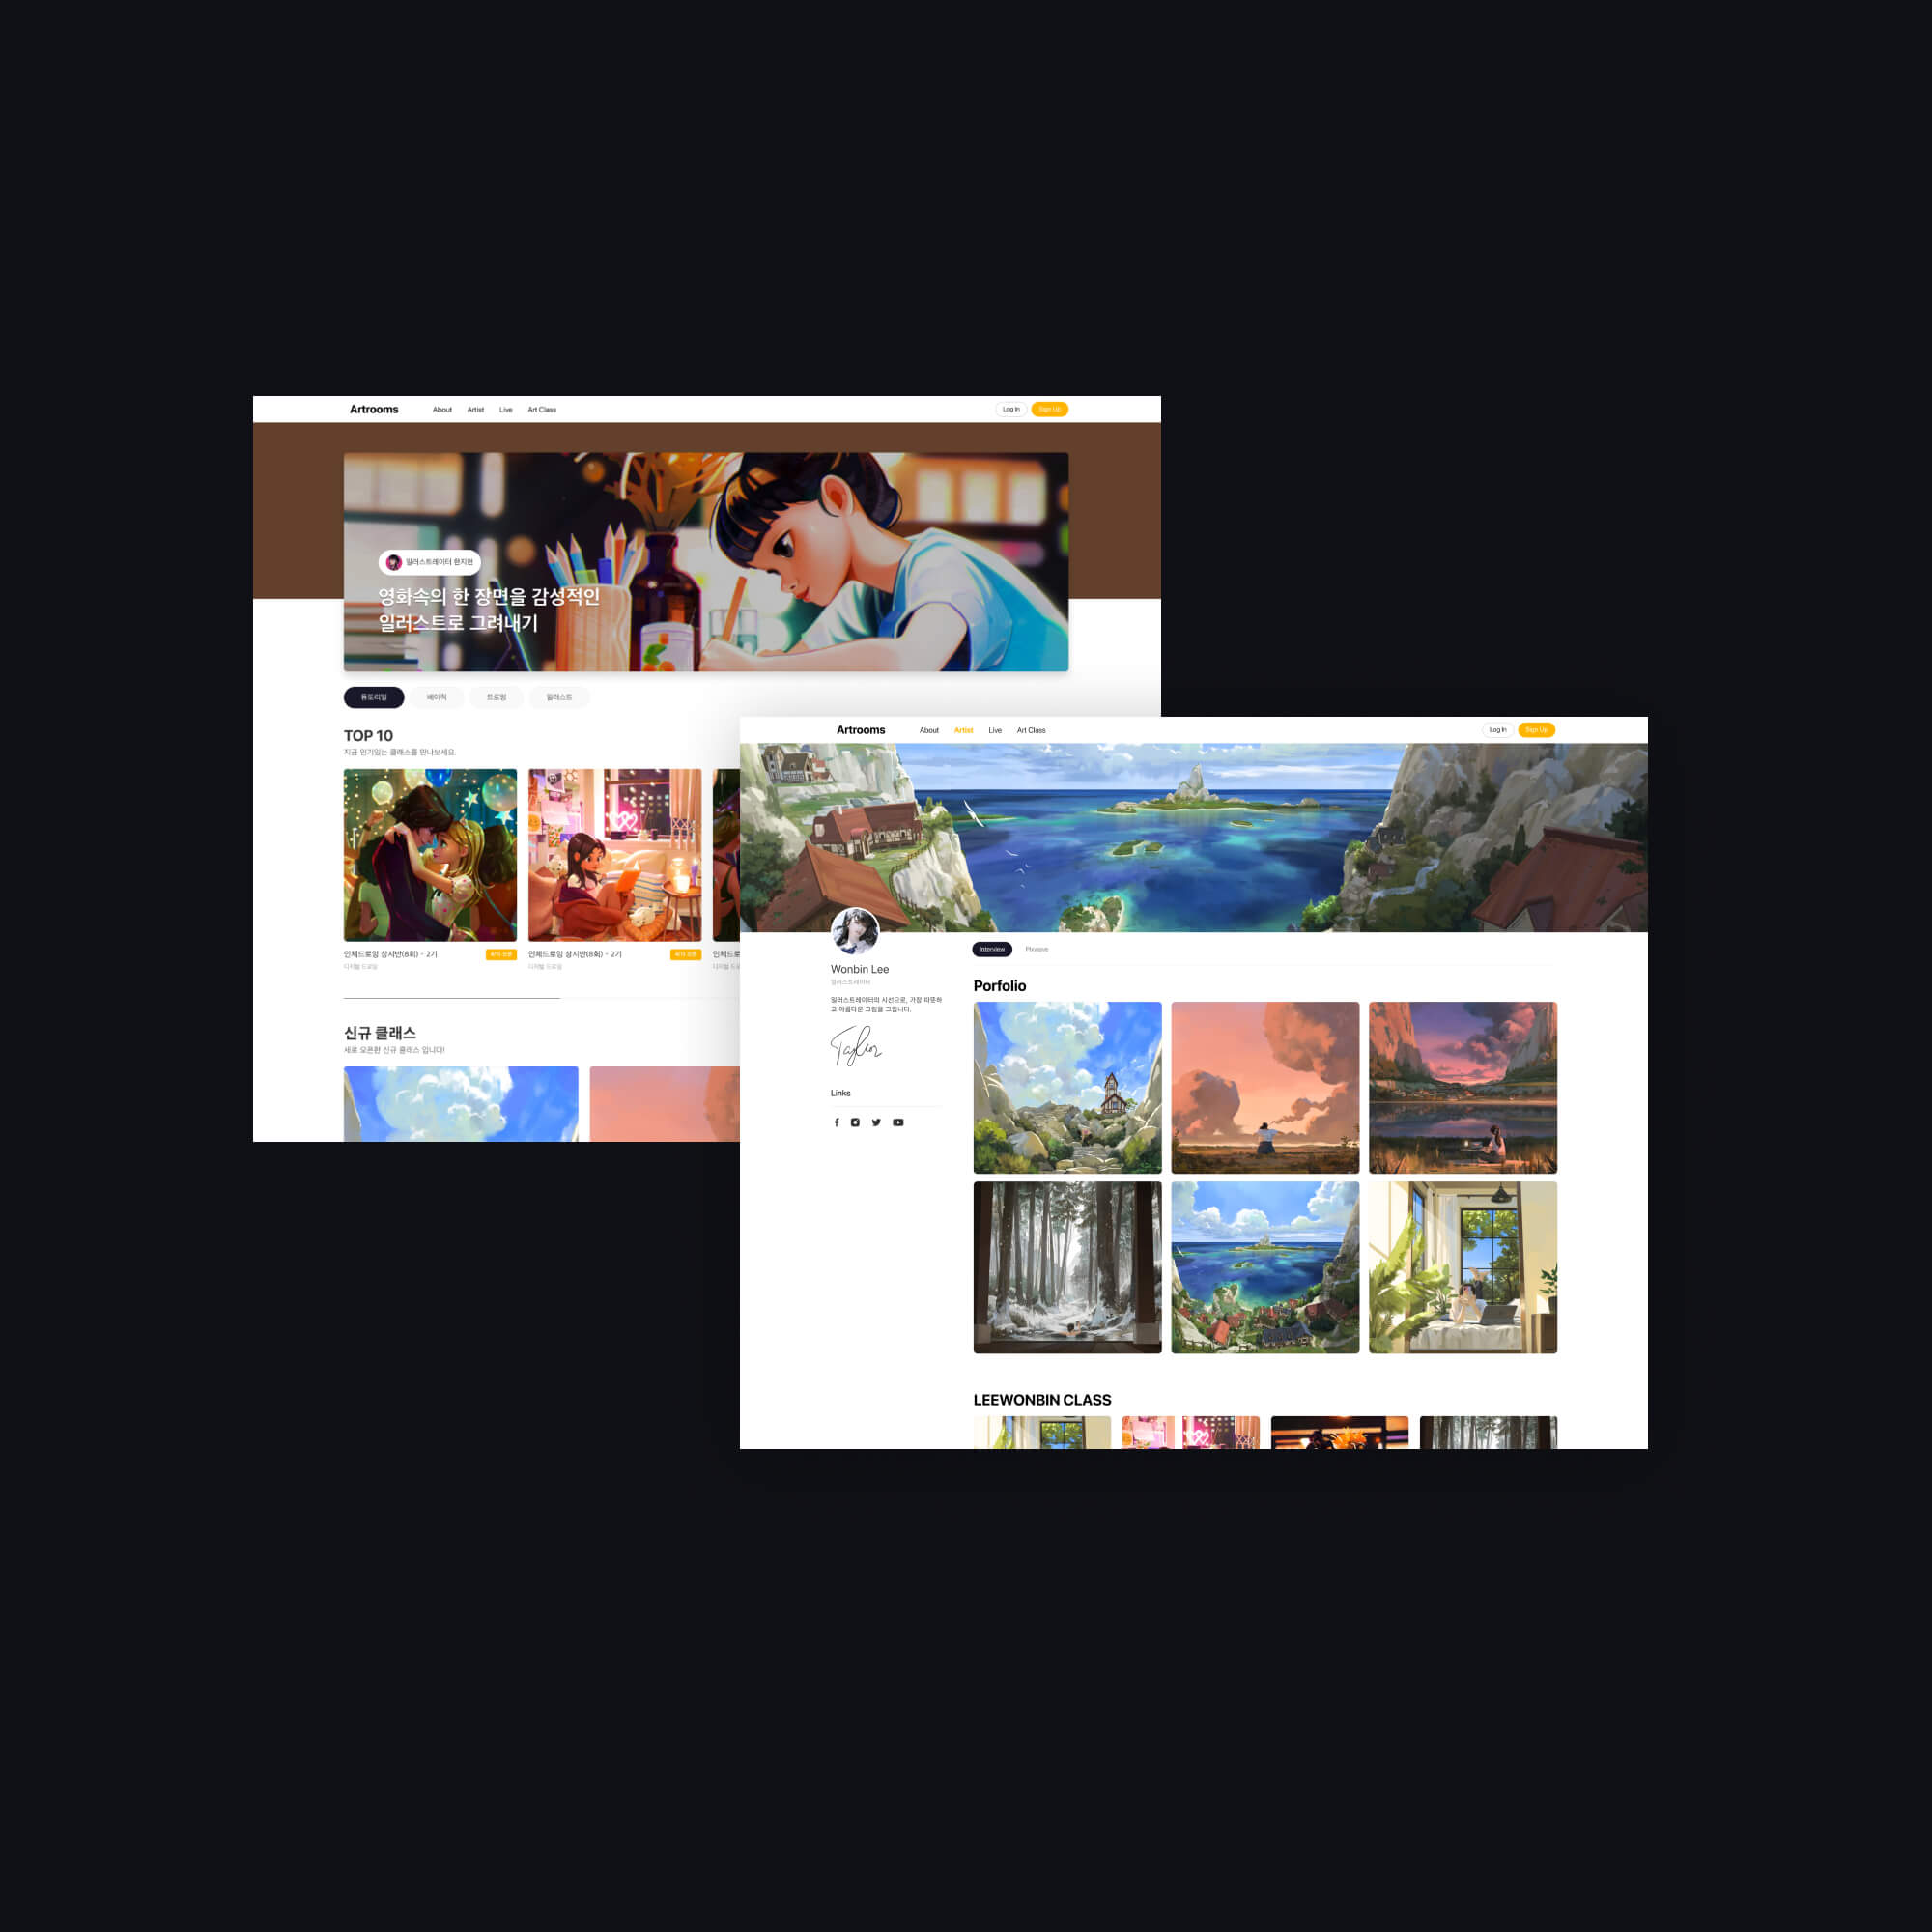 Artrooms
About
Artist
Live
Art Class
Log In
Sign Up
일러스트레이터 한지현
영화속의 한 장면을 감성적인
일러스트로 그려내기
튜토리얼
베이직
드로잉
일러스트
TOP 10
지금 인기있는 클래스를 만나보세요.
인체드로잉 상시반(8회) - 2기
디지털 드로잉
인체드로잉 상시반(8회) - 2기
디지털 드로잉
신규 클래스
새로 오픈한 신규 클래스 입니다!
Artrooms
About
Artist
Live
Art Class
Log In
Sign Up
Wonbin Lee
일러스트레이터
일러스트레이터의 시선으로, 가장 따뜻하
고 아름다운 그림을 그립니다.
Links
Interview
Porfolio
LEEWONBIN CLASS